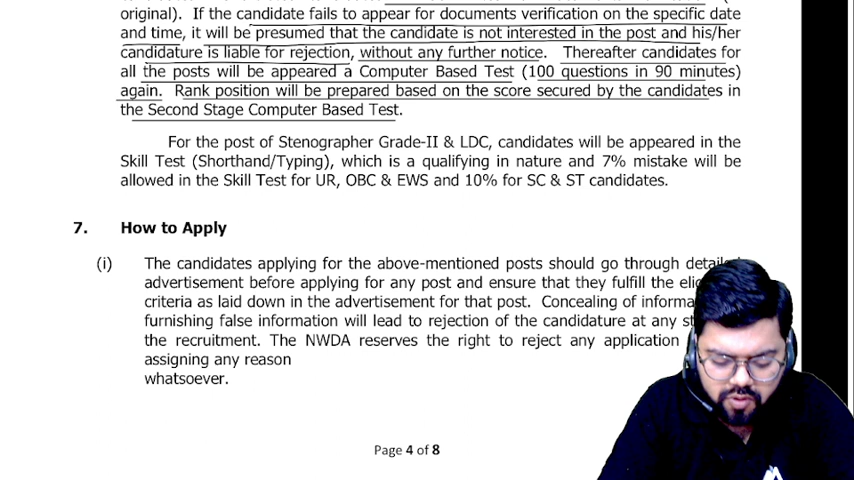 original). If the candidate fails to appear for documents verification on the specific date
and time, it will be presumed that the candidate is not interested in the post and his/her
candidature is liable for rejection, without any further notice. Thereafter candidates for
all the posts will be appeared a Computer Based Test (100 questions in 90 minutes)
again. Rank position will be prepared based on the score secured by the candidates in
the Second Stage Computer Based Test.
For the post of Stenographer Grade-II & LDC, candidates will be appeared in the
Skill Test (Shorthand/Typing), which is a qualifying in nature and 7% mistake will be
allowed in the Skill Test for UR, OBC & EWS and 10% for SC & ST candidates.
7. How to Apply
(i) The candidates applying for the above-mentioned posts should go through
advertisement before applying for any post and ensure that they fulfill the
criteria as laid down in the advertisement for that post. Concealing of
furnishing false information will lead to rejection of the candidature at any
the recruitment. The NWDA reserves the right to reject any application
assigning any reason
whatsoever.
Page 4 of 8